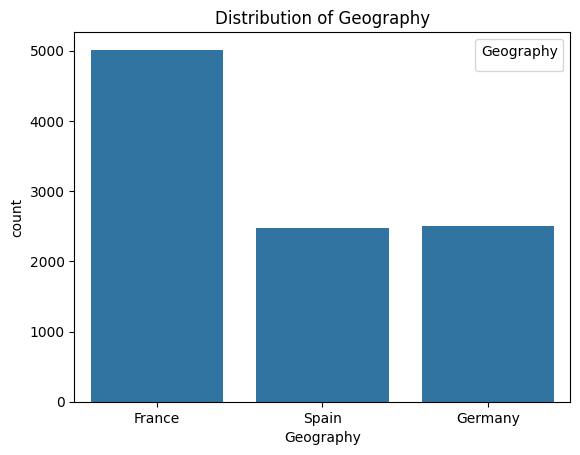 Distribution of Geography
Geography
5000
4000
3000
2000
1000
0
count
France
Spain
Germany
Geography